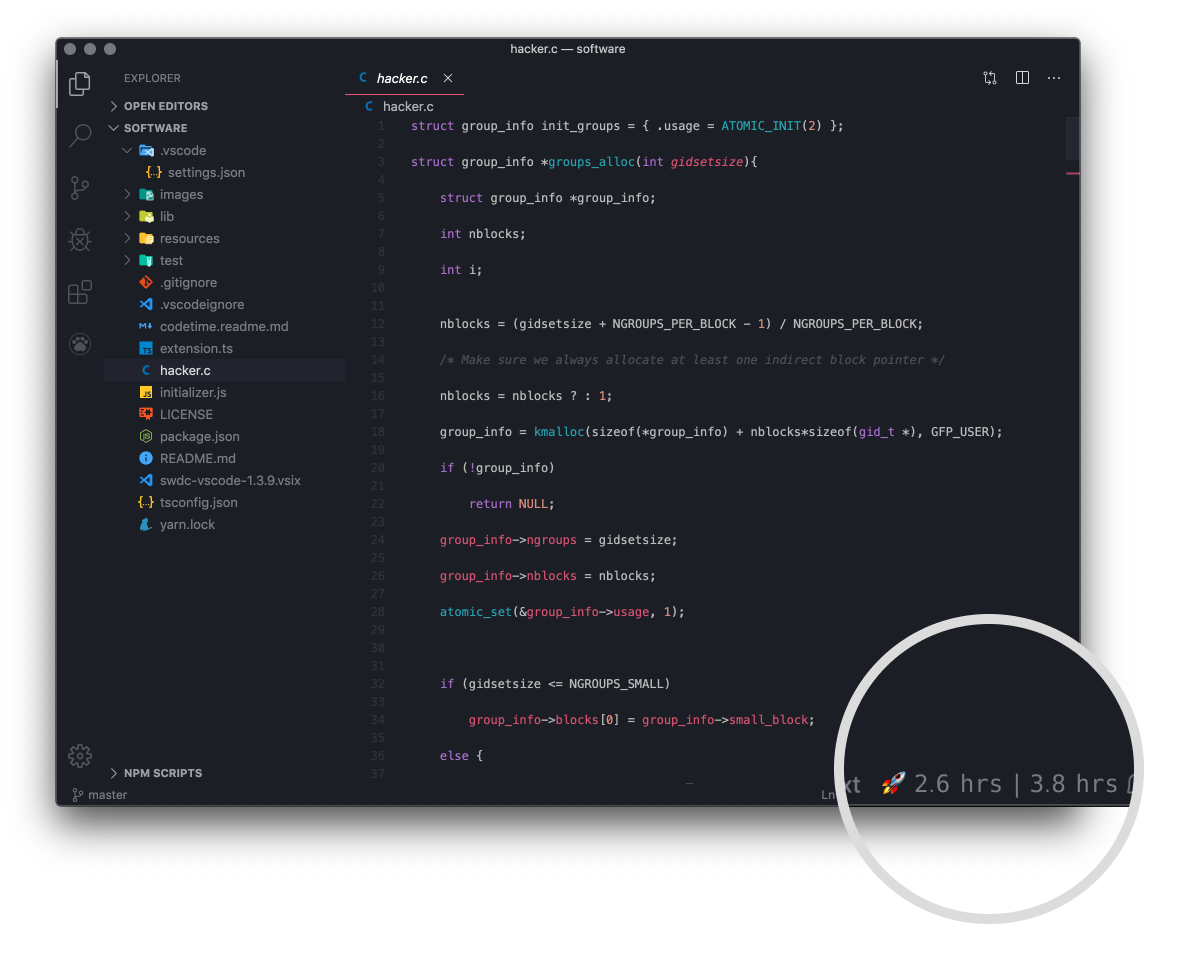 hacker.c — software
EXPLORER
OPEN EDITORS
SOFTWARE
.vscode
{..} settings.json
images
lib
resources
test
.gitignore
.vscodeignore
M↓ codetime.readme.md
TS extension.ts
C hacker.c
JS initializer.js
LICENSE
JS package.json
i README.md
swdc-vscode-1.3.9.vsix
{..} tsconfig.json
yarn.lock
NPM SCRIPTS
master
C hacker.c
C hacker.c
1 struct group_info init_groups = { .usage = ATOMIC_INIT(2) };
2
3 struct group_info *groups_alloc(int gidsetsize){
4
5 struct group_info *group_info;
6
7 int nblocks;
8
9 int i;
10
11
12 nblocks = (gidsetsize + NGROUPS_PER_BLOCK - 1) / NGROUPS_PER_BLOCK;
13
14 /* Make sure we always allocate at least one indirect block pointer */
15
16 nblocks = nblocks ? : 1;
17
18 group_info = kmalloc(sizeof(*group_info) + nblocks*sizeof(gid_t *), GFP_USER);
19
20 if (!group_info)
21
22 return NULL;
23
24 group_info->ngroups = gidsetsize;
25
26 group_info->nblocks = nblocks;
27
28 atomic_set(&group_info->usage, 1);
29
30
31
32 if (gidsetsize <= NGROUPS_SMALL)
33
34 group_info->blocks[0] = group_info->small_block;
35
36 else {
37
Ln
xt 🚀 2.6 hrs | 3.8 hrs